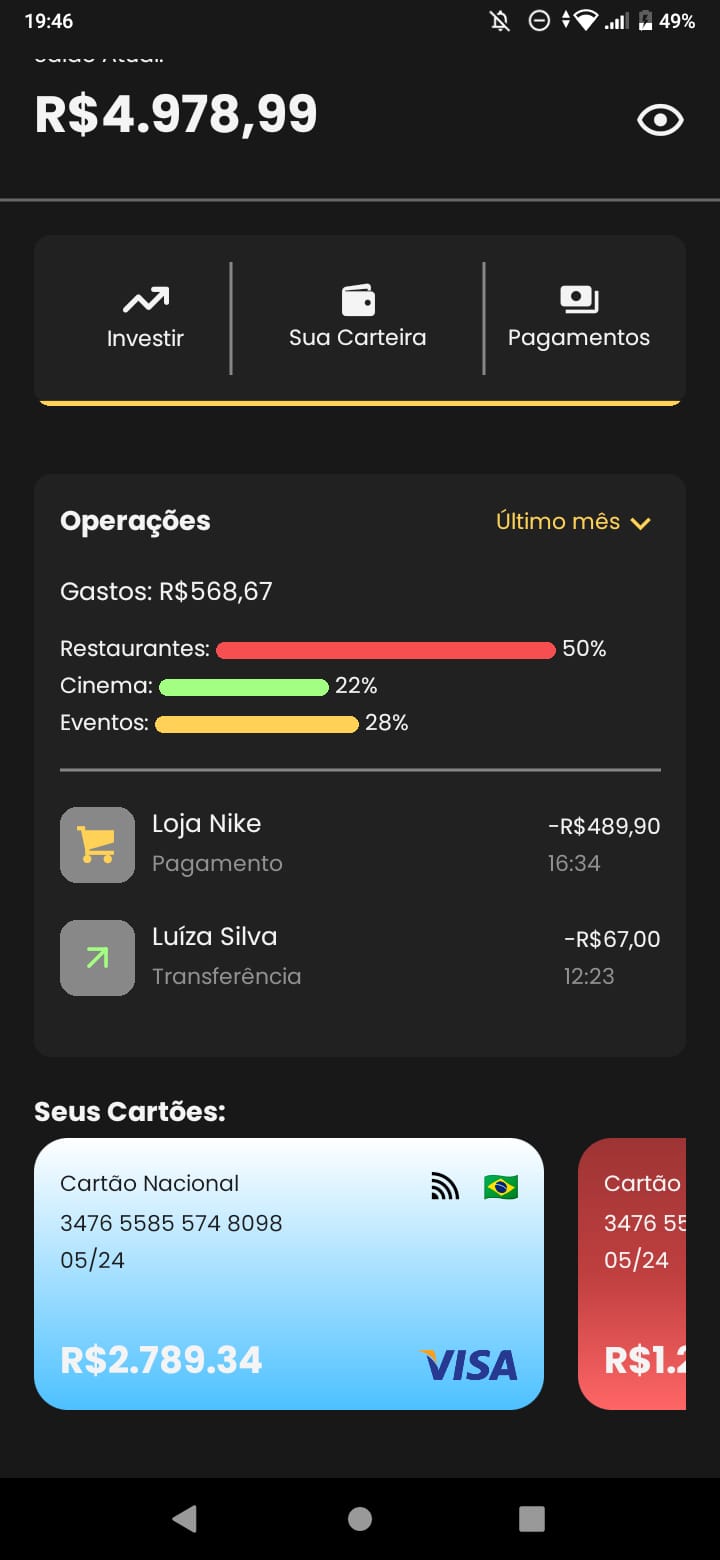 19:46
49%
R$4.978,99
Investir
Sua Carteira
Pagamentos
Operações
Último mês
Gastos: R$568,67
Restaurantes: 50%
Cinema: 22%
Eventos: 28%
Loja Nike
-R$489,90
Pagamento
16:34
Luíza Silva
-R$67,00
Transferência
12:23
Seus Cartões:
Cartão Nacional
3476 5585 574 8098
05/24
R$2.789.34
VISA
Cartão
3476 55
05/24
R$1.2